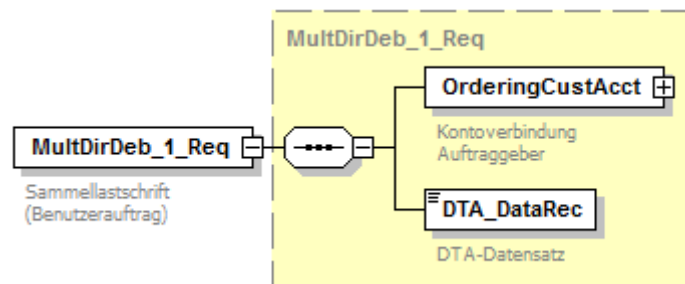 MultDirDeb_1_Req
OrderingCustAcct
Kontoverbindung
Auftraggeber
MultDirDeb_1_Req
Sammellastschrift
(Benutzerauftrag)
DTA_DataRec
DTA-Datensatz